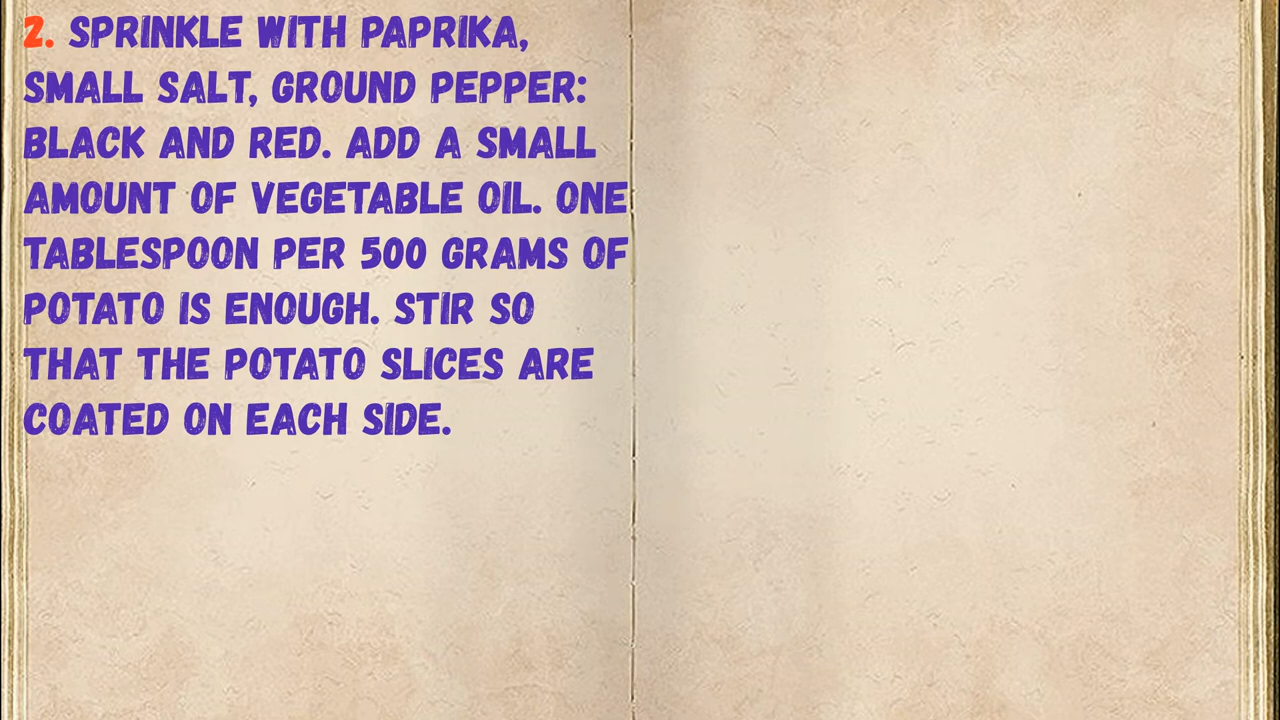 2. SPRINKLE WITH PAPRIKA,
SMALL SALT, GROUND PEPPER:
BLACK AND RED. ADD A SMALL
AMOUNT OF VEGETABLE OIL. ONE
TABLESPOON PER 500 GRAMS OF
POTATO IS ENOUGH. STIR SO
THAT THE POTATO SLICES ARE
COATED ON EACH SIDE.